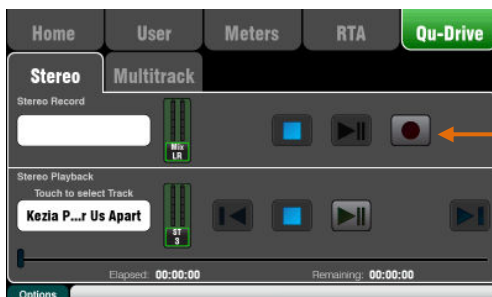 Home User Meters RTA Qu-Drive
Stereo Multitrack
Stereo Record
Mix
LR
Stereo Playback
Touch to select Track
Kezia P...r Us Apart
ST
3
Elapsed: 00:00:00 Remaining: 00:00:00
Options